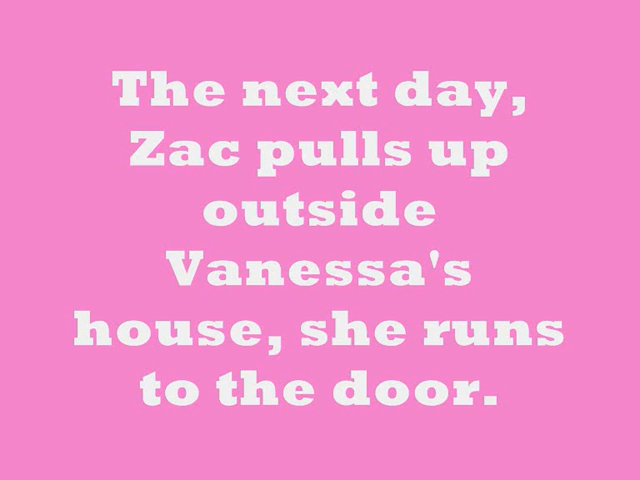 The next day,
Zac pulls up
outside
Vanessa's
house, she runs
to the door.